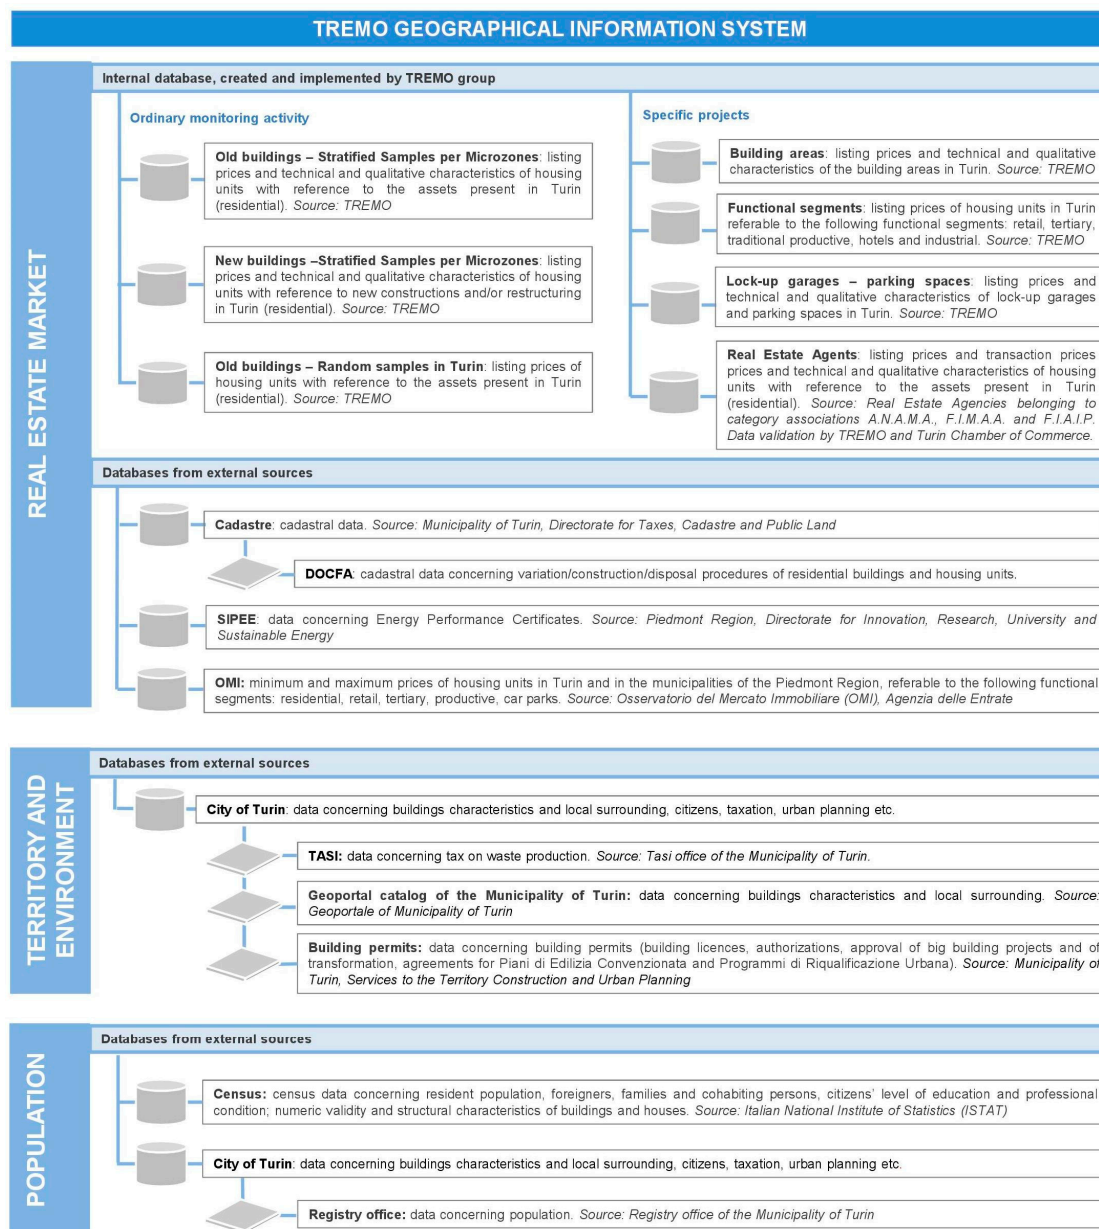 TREMO GEOGRAPHICAL INFORMATION SYSTEM
REAL ESTATE MARKET
Internal database, created and implemented by TREMO group
Ordinary monitoring activity
Old buildings – Stratified Samples per Microzones: listing
prices and technical and qualitative characteristics of housing
units with reference to the assets present in Turin
(residential). Source: TREMO
New buildings –Stratified Samples per Microzones: listing
prices and technical and qualitative characteristics of housing
units with reference to new constructions and/or restructuring
in Turin (residential). Source: TREMO
Old buildings – Random samples in Turin: listing prices of
housing units with reference to the assets present in Turin
(residential). Source: TREMO
Specific projects
Building areas: listing prices and technical and qualitative
characteristics of the building areas in Turin. Source: TREMO
Functional segments: listing prices of housing units in Turin
referable to the following functional segments: retail, tertiary,
traditional productive, hotels and industrial. Source: TREMO
Lock-up garages – parking spaces: listing prices and
technical and qualitative characteristics of lock-up garages
and parking spaces in Turin. Source: TREMO
Real Estate Agents: listing prices and transaction prices
prices and technical and qualitative characteristics of housing
units with reference to the assets present in Turin
(residential). Source: Real Estate Agencies belonging to
category associations A.N.A.M.A., F.I.M.A.A. and F.I.A.I.P.
Data validation by TREMO and Turin Chamber of Commerce.
Databases from external sources
Cadastre: cadastral data. Source: Municipality of Turin, Directorate for Taxes, Cadastre and Public Land
DOCFA: cadastral data concerning variation/construction/disposal procedures of residential buildings and housing units.
SIPEE: data concerning Energy Performance Certificates. Source: Piedmont Region, Directorate for Innovation, Research, University and
Sustainable Energy
OMI: minimum and maximum prices of housing units in Turin and in the municipalities of the Piedmont Region, referable to the following functional
segments: residential, retail, tertiary, productive, car parks. Source: Osservatorio del Mercato Immobiliare (OMI), Agenzia delle Entrate
TERRITORY AND
ENVIRONMENT
Databases from external sources
City of Turin: data concerning buildings characteristics and local surrounding, citizens, taxation, urban planning etc.
TASI: data concerning tax on waste production. Source: Tasi office of the Municipality of Turin.
Geoportal catalog of the Municipality of Turin: data concerning buildings characteristics and local surrounding. Source:
Geoportale of Municipality of Turin
Building permits: data concerning building permits (building licences, authorizations, approval of big building projects and of
transformation, agreements for Piani di Edilizia Convenzionata and Programmi di Riqualificazione Urbana). Source: Municipality of
Turin, Services to the Territory Construction and Urban Planning
POPULATION
Databases from external sources
Census: census data concerning resident population, foreigners, families and cohabiting persons, citizens' level of education and professional
condition; numeric validity and structural characteristics of buildings and houses. Source: Italian National Institute of Statistics (ISTAT)
City of Turin: data concerning buildings characteristics and local surrounding, citizens, taxation, urban planning etc.
Registry office: data concerning population. Source: Registry office of the Municipality of Turin